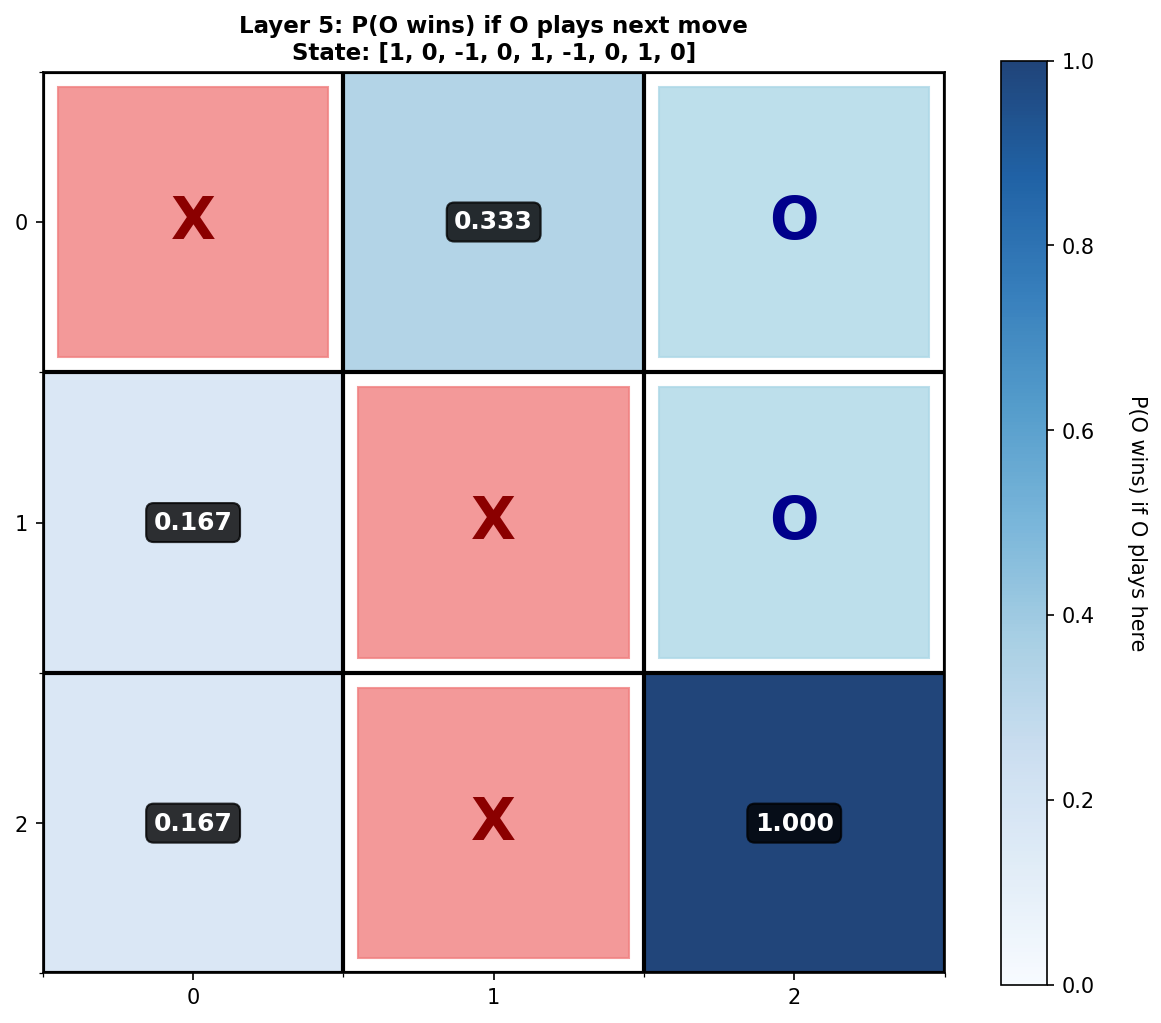 Layer 5: P(O wins) if O plays next move
State: [1, 0, -1, 0, 1, -1, 0, 1, 0]
X
0.333
O
0.167
X
O
0.167
X
1.000
0
1
2
0
1
2
1.0
0.8
0.6
0.4
0.2
0.0
P(O wins) if O plays here